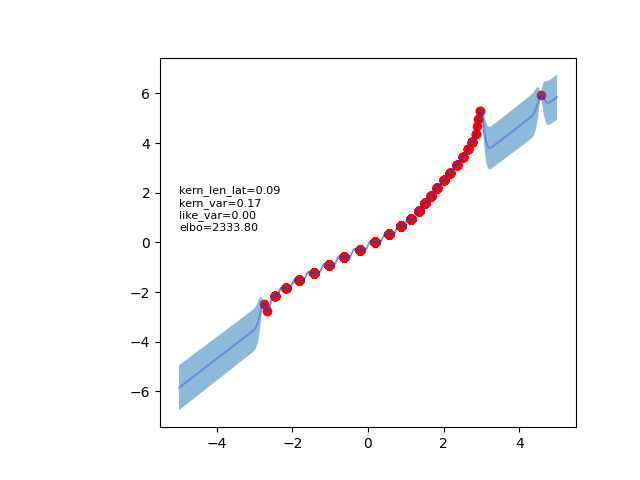 6
4
2
kern_len_lat=0.09
kern_var=0.17
like_var=0.00
elbo=2333.80
0
−2
−4
−6
−4 −2 0 2 4